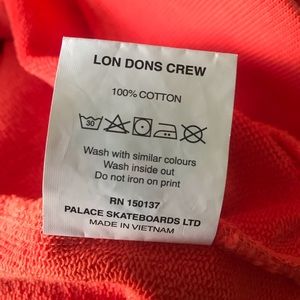 LON DONS CREW
100% COTTON
30
Wash with similar colours
Wash inside out
Do not iron on print
RN 150137
PALACE SKATEBOARDS LTD
MADE IN VIETNAM